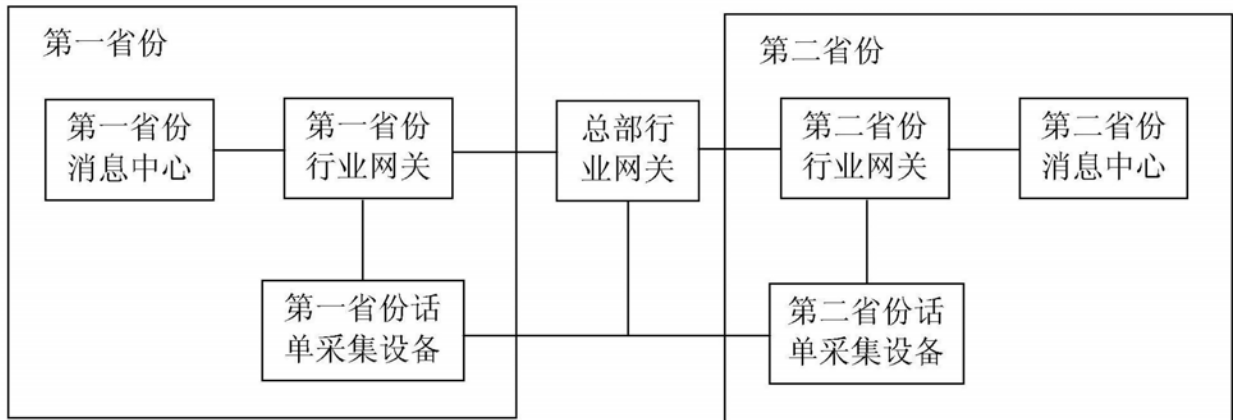 第一省份
第二省份
第一省份
消息中心
第一省份
行业网关
总部行
业网关
第二省份
行业网关
第二省份
消息中心
第一省份话
单采集设备
第二省份话
单采集设备